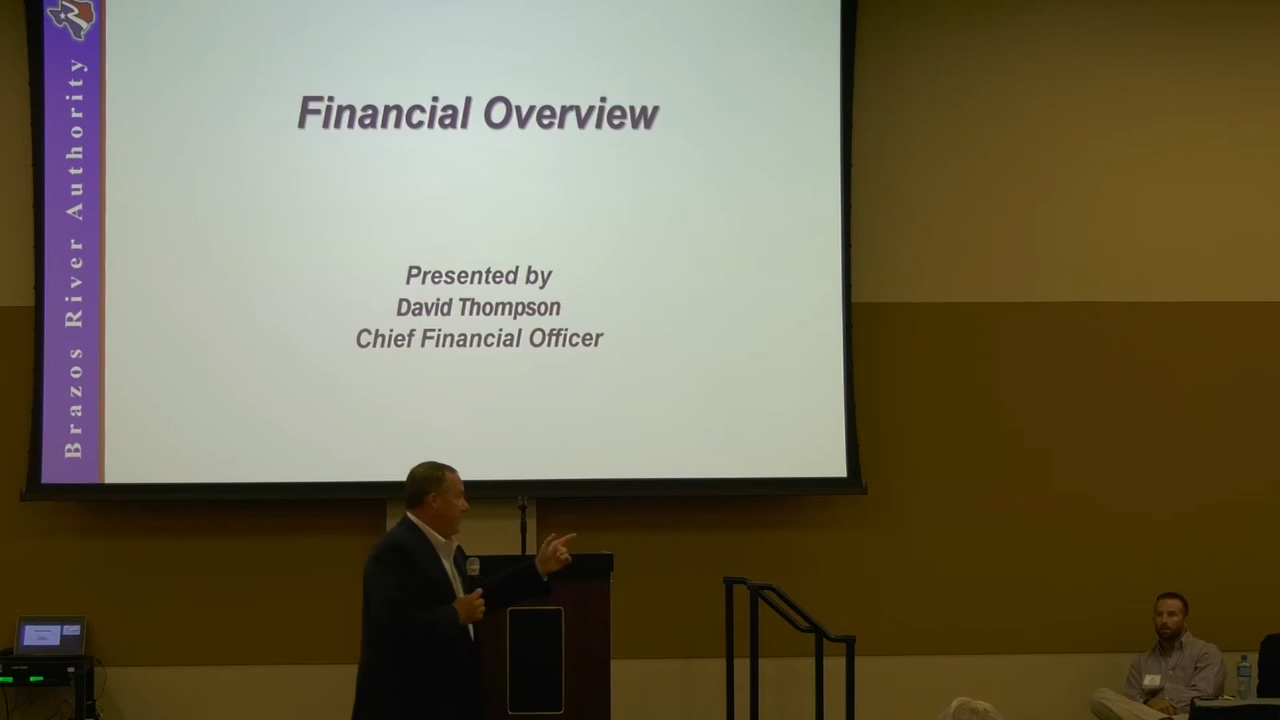 Brazos River Authority
Financial Overview
Presented by
David Thompson
Chief Financial Officer